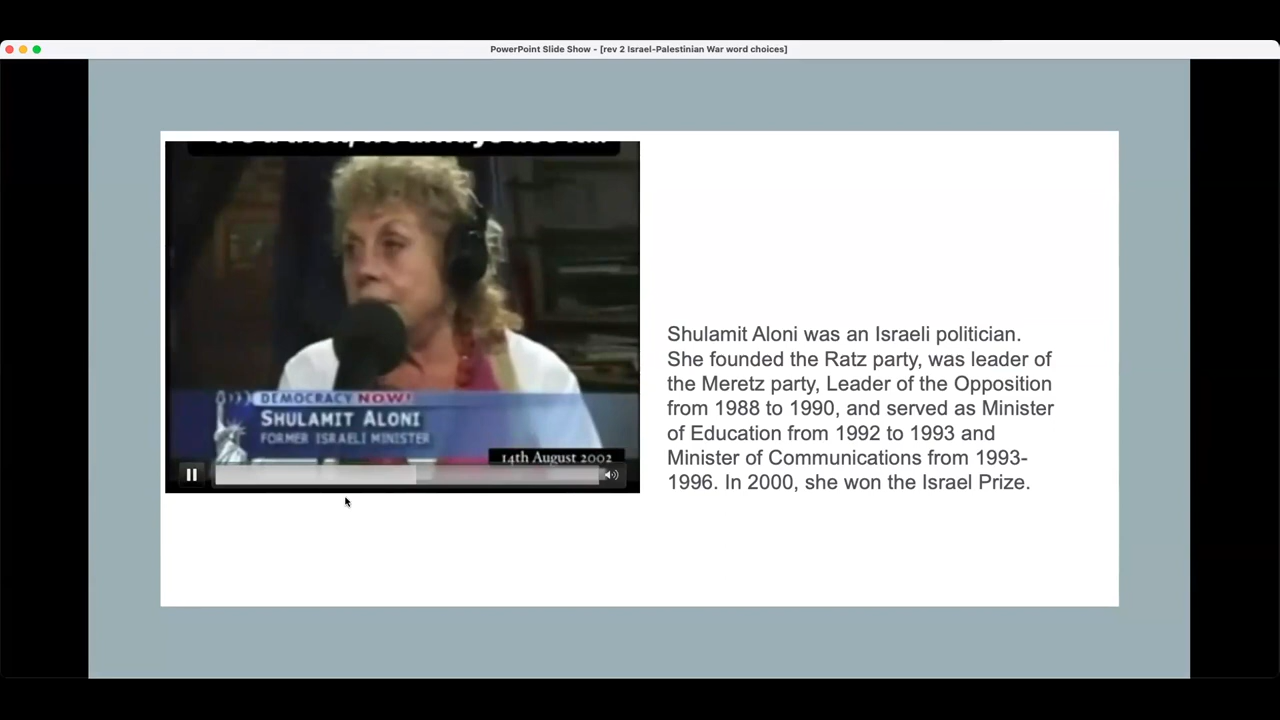 PowerPoint Slide Show - [rev 2 Israel-Palestinian War word choices]
DEMOCRACY NOW!
SHULAMIT ALONI
FORMER ISRAELI MINISTER
14th August 2002
Shulamit Aloni was an Israeli politician.
She founded the Ratz party, was leader of
the Meretz party, Leader of the Opposition
from 1988 to 1990, and served as Minister
of Education from 1992 to 1993 and
Minister of Communications from 1993-
1996. In 2000, she won the Israel Prize.